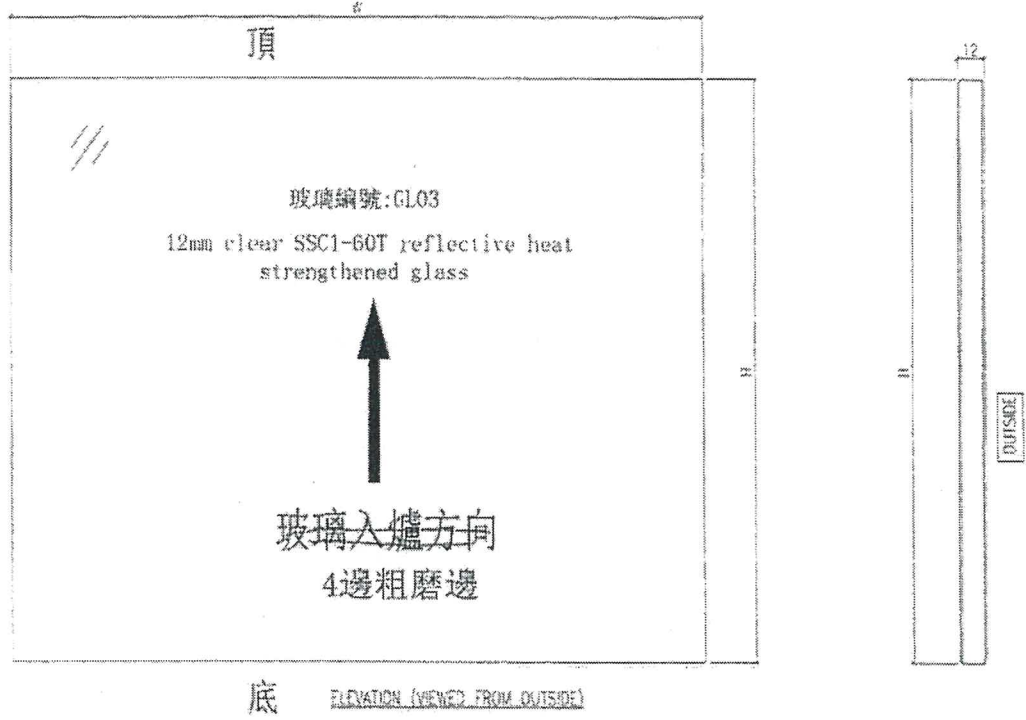 W
頂
12
玻璃編號:GL03
12mm clear SSC1-60T reflective heat
strengthened glass
H
H
OUTSIDE
玻璃入爐方向
4邊粗磨邊
底
ELEVATION (VIEWED FROM OUTSIDE)